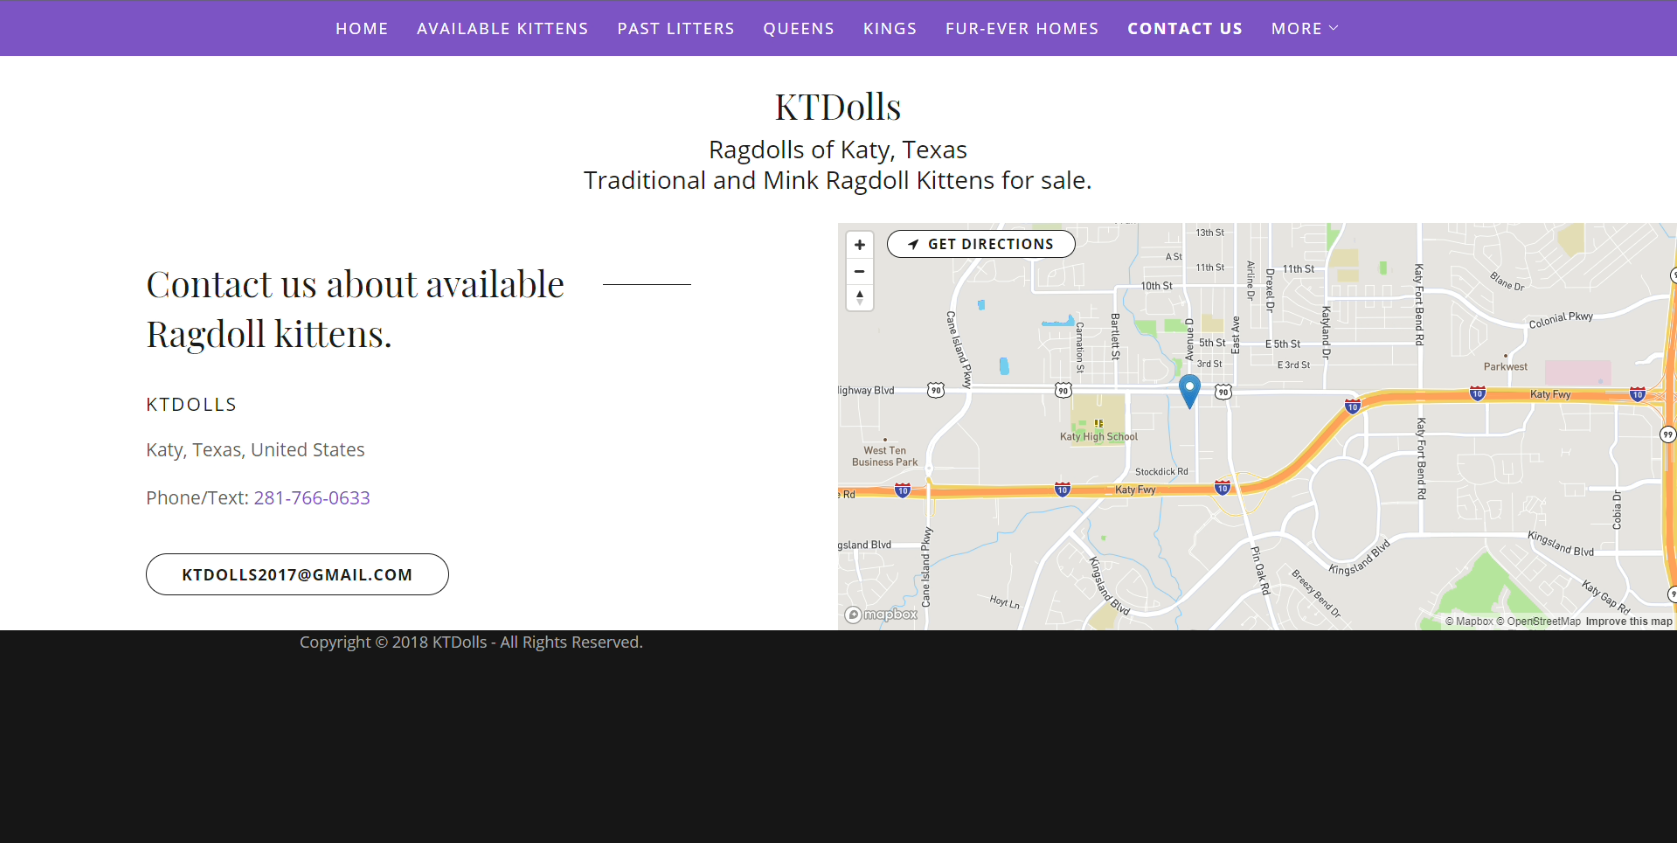 HOME AVAILABLE KITTENS PAST LITTERS QUEENS KINGS FUR-EVER HOMES CONTACT US MORE
KTDolls
Ragdolls of Katy, Texas
Traditional and Mink Ragdoll Kittens for sale.
Contact us about available
Ragdoll kittens.
KTDOLLS
Katy, Texas, United States
Phone/Text: 281-766-0633
KTDOLLS2017@GMAIL.COM
GET DIRECTIONS
13th St
A St
11th St
11th St
10th St
Airline Dr
Drexel Dr
Katy Fort Bend Rd
Blane Dr
Colonial Pkwy
Cane Island Pkwy
Carnation St
Bartlett St
Avenue D
5th St
East Ave
E 5th St
Katyland Dr
3rd St
E 3rd St
Parkwest
90
90
90
10
10
Katy Fwy
10
Katy High School
99
West Ten
Business Park
Stockdick Rd
Katy Fort Bend Rd
10
10
Katy Fwy
10
Cobia Dr
Cane Island Pkwy
Kingsland Blvd
Pin Oak Rd
Kingsland Blvd
Kingsland Blvd
Breezy Bend Dr
Hoyt Ln
Katy Gap Rd
mapbox
© Mapbox © OpenStreetMap Improve this map
Copyright © 2018 KTDolls - All Rights Reserved.